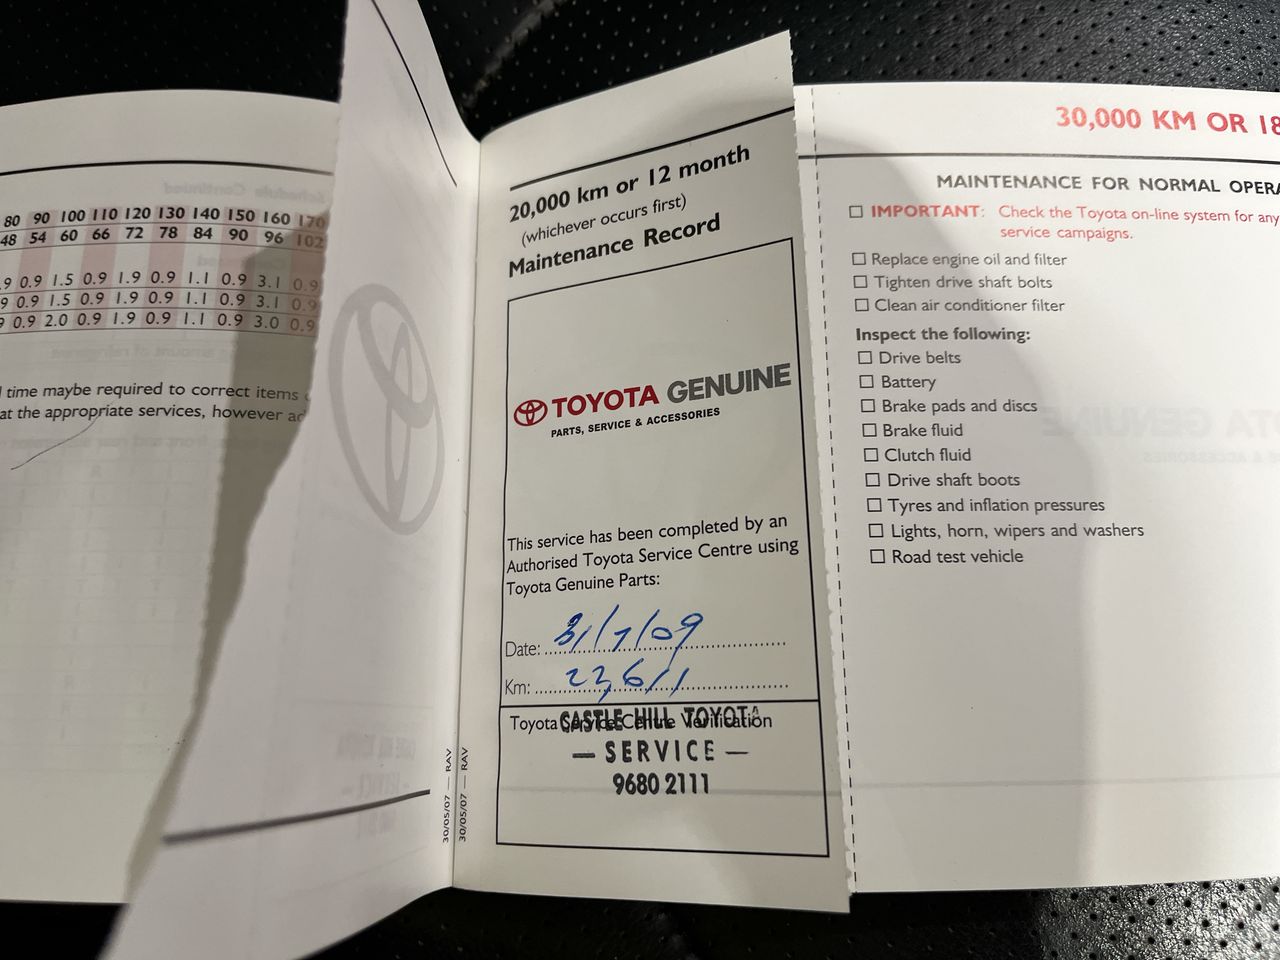 80 90 100 110 120 130 140 150 160 170
48 54 60 66 72 78 84 90 96 102
.9 0.9 1.5 0.9 1.9 0.9 1.1 0.9 3.1 0.9
9 0.9 1.5 0.9 1.9 0.9 1.1 0.9 3.1 0.9
9 0.9 2.0 0.9 1.9 0.9 1.1 0.9 3.0 0.9
time maybe required to correct items
at the appropriate services, however
30/05/07 — RAV
30/05/07 — RAV
20,000 km or 12 month
(whichever occurs first)
Maintenance Record
TOYOTA GENUINE
PARTS, SERVICE & ACCESSORIES
This service has been completed by an
Authorised Toyota Service Centre using
Toyota Genuine Parts:
Date: 31/7/09
Km: 22,611
Toyota Service Centre Verification
CASTLE HILL TOYOTA
— SERVICE —
9680 2111
30,000 KM OR 18
MAINTENANCE FOR NORMAL OPERA
IMPORTANT: Check the Toyota on-line system for any
service campaigns.
Replace engine oil and filter
Tighten drive shaft bolts
Clean air conditioner filter
Inspect the following:
Drive belts
Battery
Brake pads and discs
Brake fluid
Clutch fluid
Drive shaft boots
Tyres and inflation pressures
Lights, horn, wipers and washers
Road test vehicle